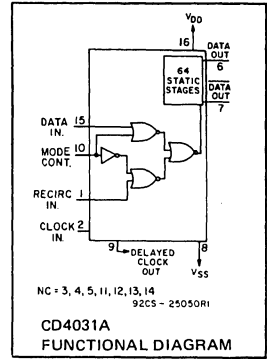 VDD
16
DATA
OUT
6
64
STATIC
STAGES
DATA
OUT
7
DATA 15
IN.
MODE 10
CONT.
RECIRC 1
IN.
CLOCK 2
IN.
9
DELAYED
CLOCK
OUT
8
VSS
NC = 3, 4, 5, 11, 12, 13, 14
92CS - 25050R1
CD4031A
FUNCTIONAL DIAGRAM